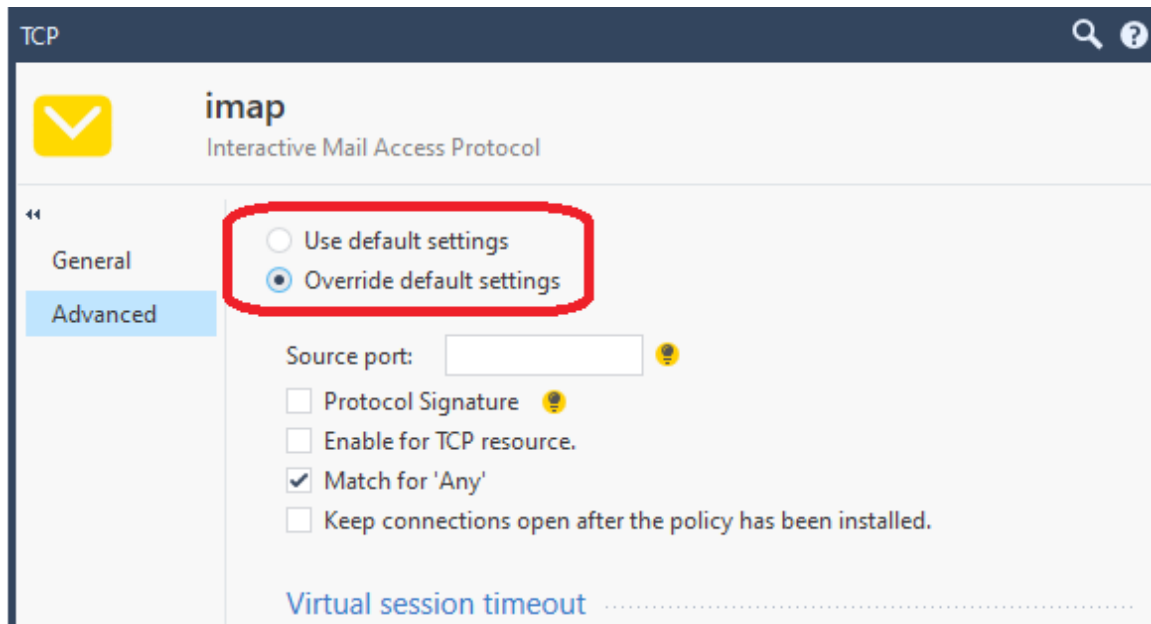 TCP
imap
Interactive Mail Access Protocol
General
Advanced
Use default settings
Override default settings
Source port:
Protocol Signature
Enable for TCP resource.
Match for 'Any'
Keep connections open after the policy has been installed.
Virtual session timeout